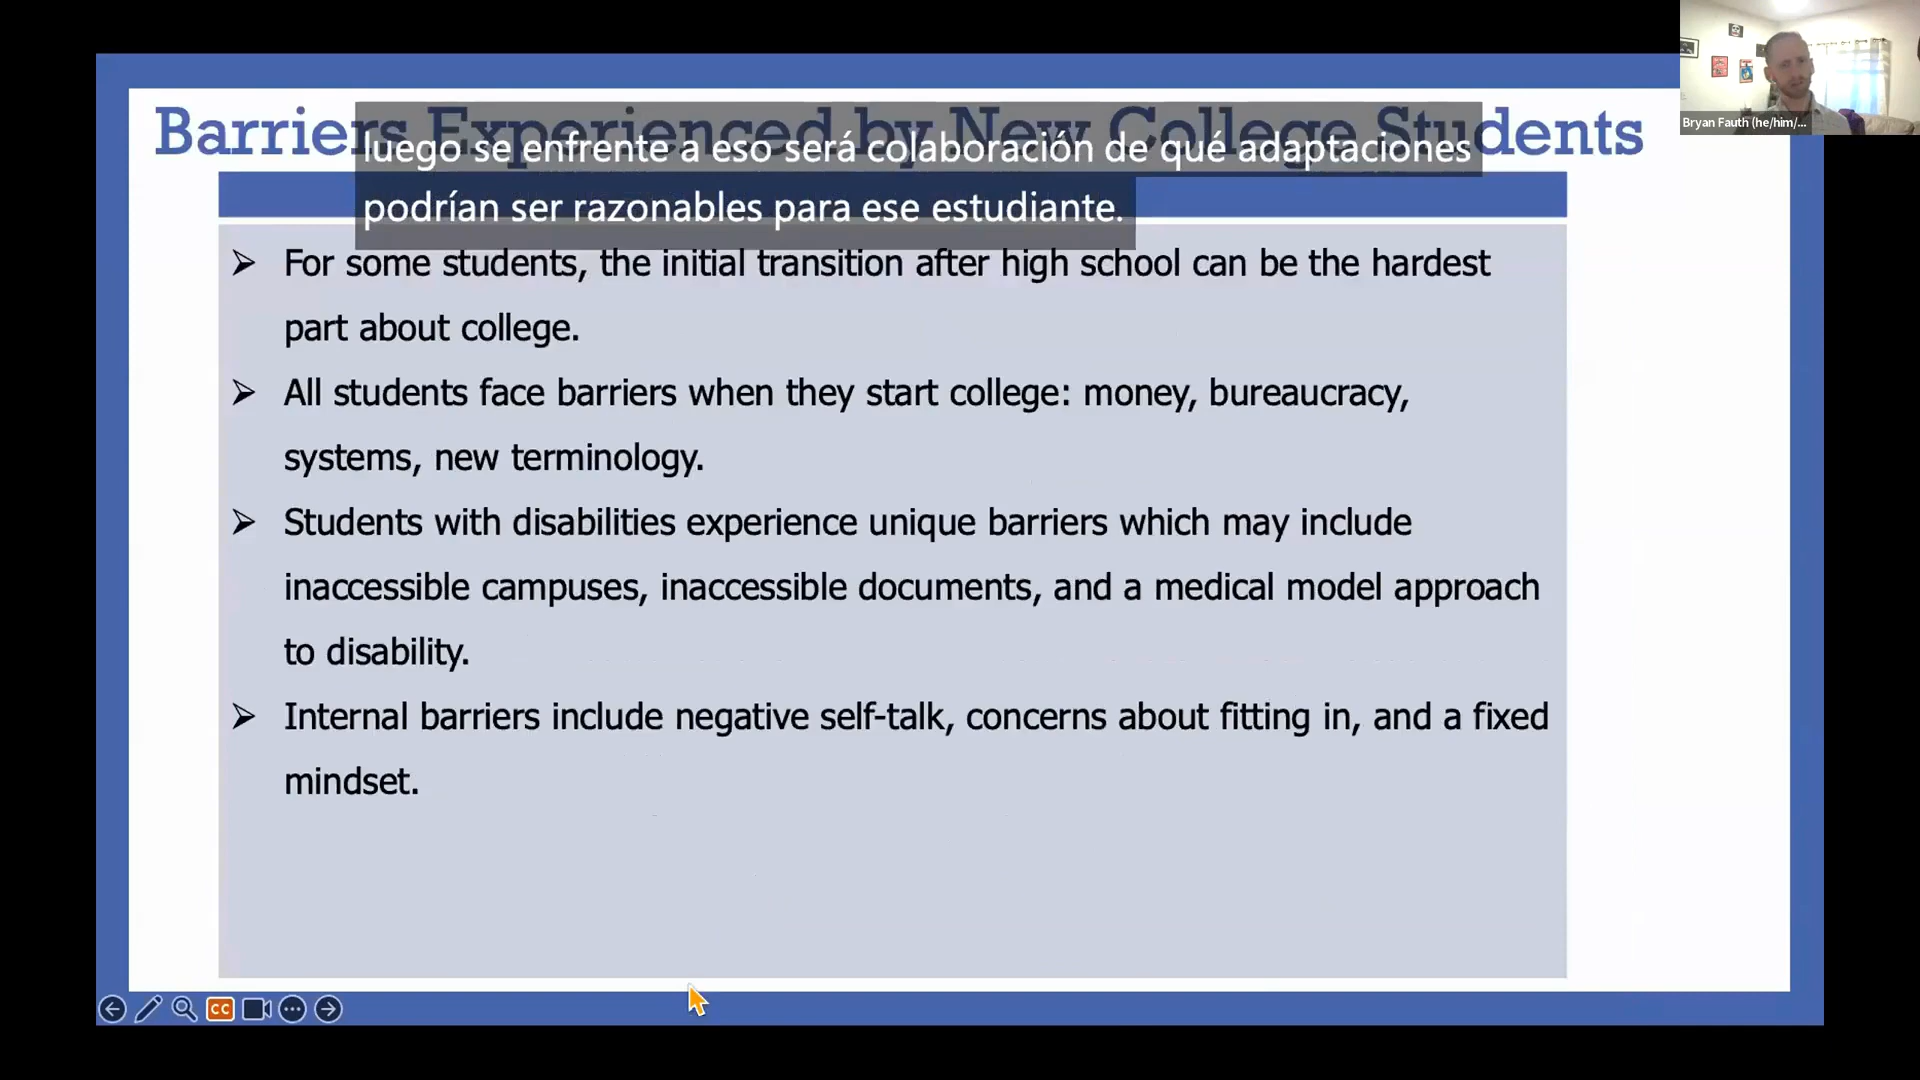 Barriers Experienced by New College Students
luego se enfrente a eso será colaboración de qué adaptaciones
podrían ser razonables para ese estudiante.
For some students, the initial transition after high school can be the hardest
part about college.
All students face barriers when they start college: money, bureaucracy,
systems, new terminology.
Students with disabilities experience unique barriers which may include
inaccessible campuses, inaccessible documents, and a medical model approach
to disability.
Internal barriers include negative self-talk, concerns about fitting in, and a fixed
mindset.
Bryan Fauth (he/him/...
CC